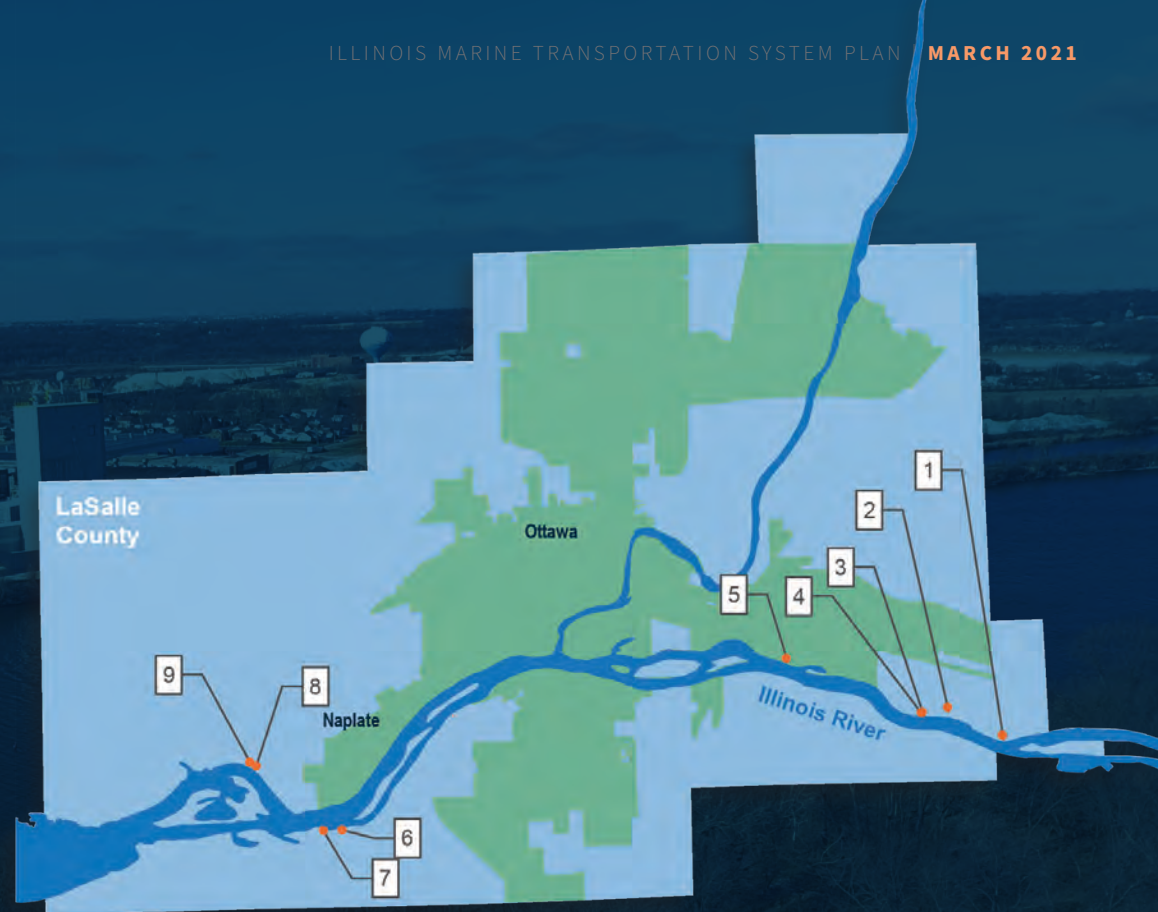 ILLINOIS MARINE TRANSPORTATION SYSTEM PLAN MARCH 2021
1
LaSalle
County
2
Ottawa
3
5
4
9
8
Naplate
Illinois River
6
7